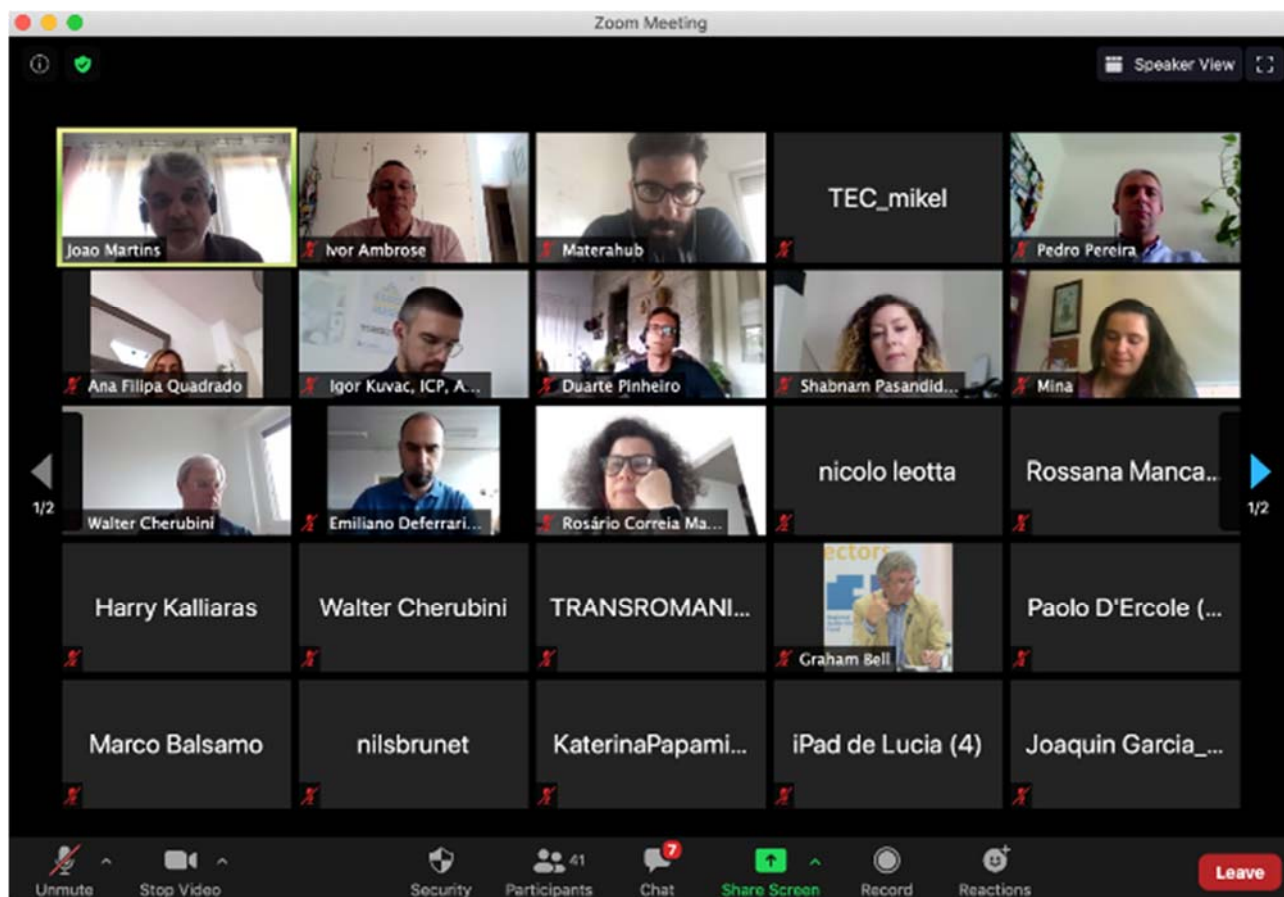 Zoom Meeting
Speaker View
Joao Martins
Ivor Ambrose
Materahub
TEC_mikel
Pedro Pereira
Ana Filipa Quadrado
Igor Kuvac, ICP, A...
Duarte Pinheiro
Shabnam Pasandid...
Mina
Walter Cherubini
Emiliano Deferrari...
Rosário Correia Ma...
nicolo leotta
Rossana Manca...
1/2
1/2
Harry Kalliaras
Walter Cherubini
TRANSROMANI...
ectors
Graham Bell
Paolo D'Ercole (...
Marco Balsamo
nilsbrunet
KaterinaPapami...
iPad de Lucia (4)
Joaquin Garcia_...
Unmute
Stop Video
Security
Participants
41
Chat
7
Share Screen
Record
Reactions
Leave